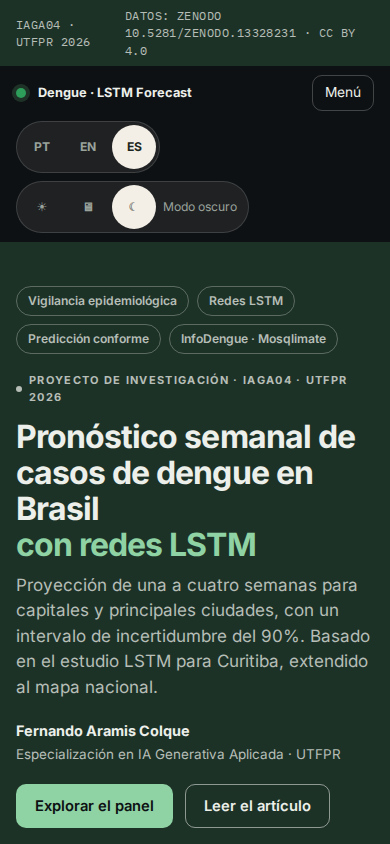 IAGA04 ·
UTFPR 2026
DATOS: ZENODO
10.5281/ZENODO.13328231 · CC BY
4.0
Dengue · LSTM Forecast
Menú
PT EN ES
Modo oscuro
Vigilancia epidemiológica
Redes LSTM
Predicción conforme
InfoDengue · Mosqlimate
PROYECTO DE INVESTIGACIÓN · IAGA04 · UTFPR
2026
Pronóstico semanal de
casos de dengue en
Brasil
con redes LSTM
Proyección de una a cuatro semanas para
capitales y principales ciudades, con un
intervalo de incertidumbre del 90%. Basado
en el estudio LSTM para Curitiba, extendido
al mapa nacional.
Fernando Aramis Colque
Especialización en IA Generativa Aplicada · UTFPR
Explorar el panel
Leer el artículo